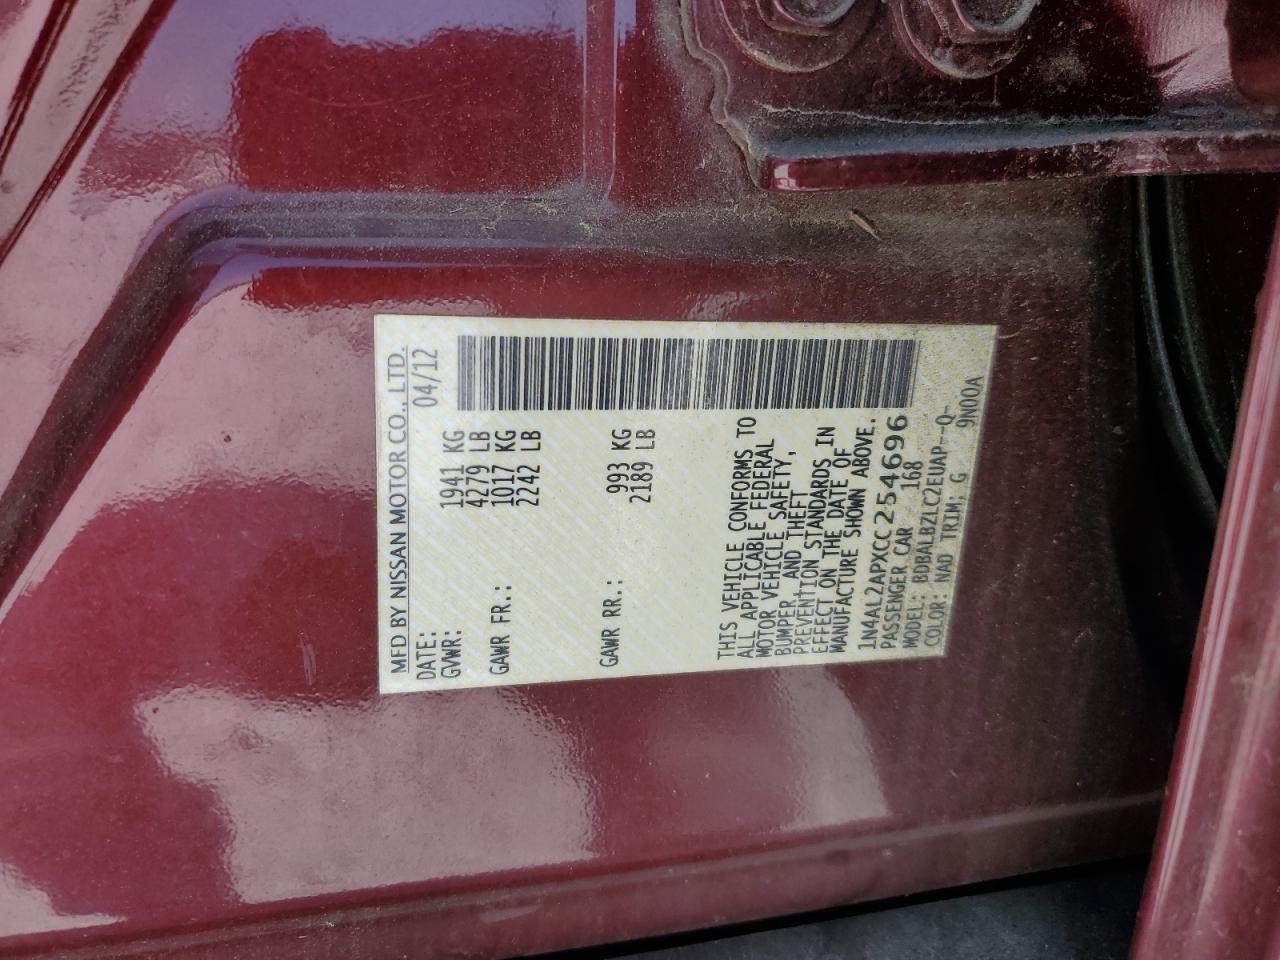 MFD BY NISSAN MOTOR CO., LTD.
DATE: 04/12
GVWR: 1941 KG
4279 LB
GAWR FR.: 1017 KG
2242 LB
GAWR RR.: 993 KG
2189 LB
THIS VEHICLE CONFORMS TO
ALL APPLICABLE FEDERAL
MOTOR VEHICLE SAFETY,
BUMPER, AND THEFT
PREVENTION STANDARDS IN
EFFECT ON THE DATE OF
MANUFACTURE SHOWN ABOVE.
1N4AL2APXCC254696
PASSENGER CAR 168
MODEL: BDBALBZLC2EUAP--Q-
COLOR: NAD TRIM: G 9N00A